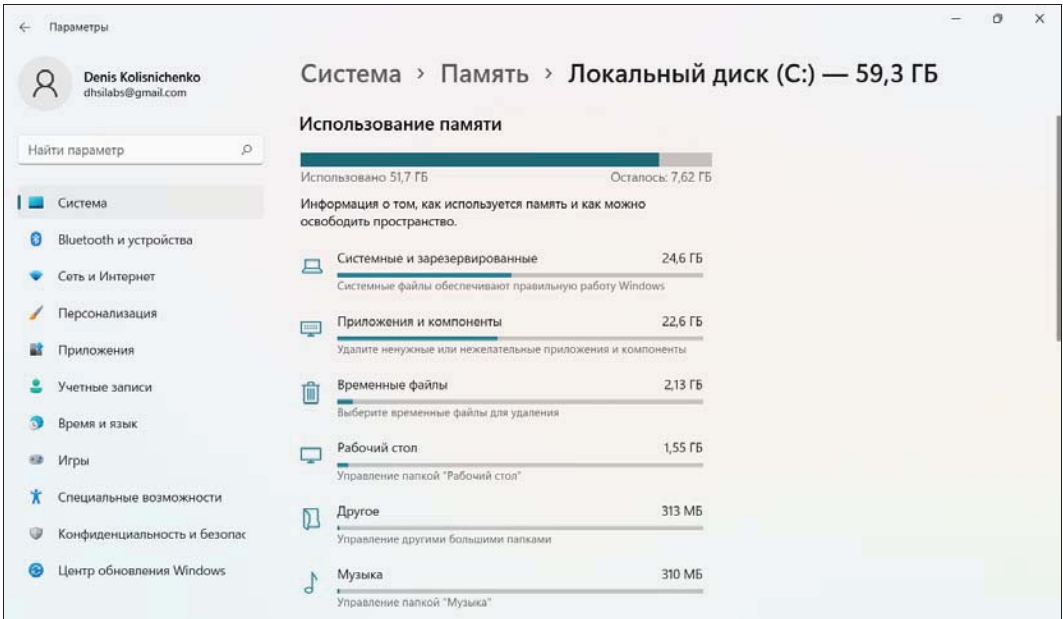 Параметры
Denis Kolisnichenko
dhsilabs@gmail.com
Найти параметр
Система
Bluetooth и устройства
Сеть и Интернет
Персонализация
Приложения
Учетные записи
Время и язык
Игры
Специальные возможности
Конфиденциальность и безопас
Центр обновления Windows
Система > Память > Локальный диск (C:) — 59,3 ГБ
Использование памяти
Использовано 51,7 ГБ Осталось: 7,62 ГБ
Информация о том, как используется память и как можно
освободить пространство.
Системные и зарезервированные 24,6 ГБ
Системные файлы обеспечивают правильную работу Windows
Приложения и компоненты 22,6 ГБ
Удалите ненужные или нежелательные приложения и компоненты
Временные файлы 2,13 ГБ
Выберите временные файлы для удаления
Рабочий стол 1,55 ГБ
Управление папкой "Рабочий стол"
Другое 313 МБ
Управление другими большими папками
Музыка 310 МБ
Управление папкой "Музыка"